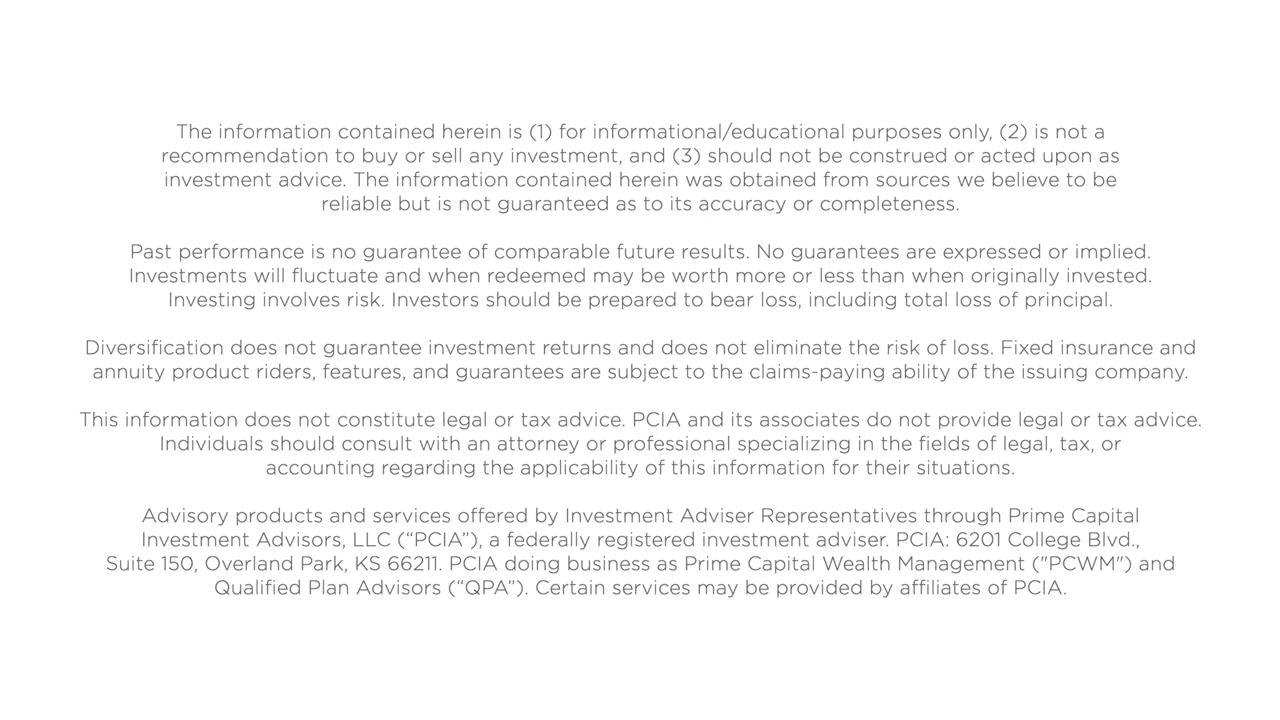 The information contained herein is (1) for informational/educational purposes only, (2) is not a
recommendation to buy or sell any investment, and (3) should not be construed or acted upon as
investment advice. The information contained herein was obtained from sources we believe to be
reliable but is not guaranteed as to its accuracy or completeness.
Past performance is no guarantee of comparable future results. No guarantees are expressed or implied.
Investments will fluctuate and when redeemed may be worth more or less than when originally invested.
Investing involves risk. Investors should be prepared to bear loss, including total loss of principal.
Diversification does not guarantee investment returns and does not eliminate the risk of loss. Fixed insurance and
annuity product riders, features, and guarantees are subject to the claims-paying ability of the issuing company.
This information does not constitute legal or tax advice. PCIA and its associates do not provide legal or tax advice.
Individuals should consult with an attorney or professional specializing in the fields of legal, tax, or
accounting regarding the applicability of this information for their situations.
Advisory products and services offered by Investment Adviser Representatives through Prime Capital
Investment Advisors, LLC (“PCIA”), a federally registered investment adviser. PCIA: 6201 College Blvd.,
Suite 150, Overland Park, KS 66211. PCIA doing business as Prime Capital Wealth Management ("PCWM") and
Qualified Plan Advisors (“QPA”). Certain services may be provided by affiliates of PCIA.